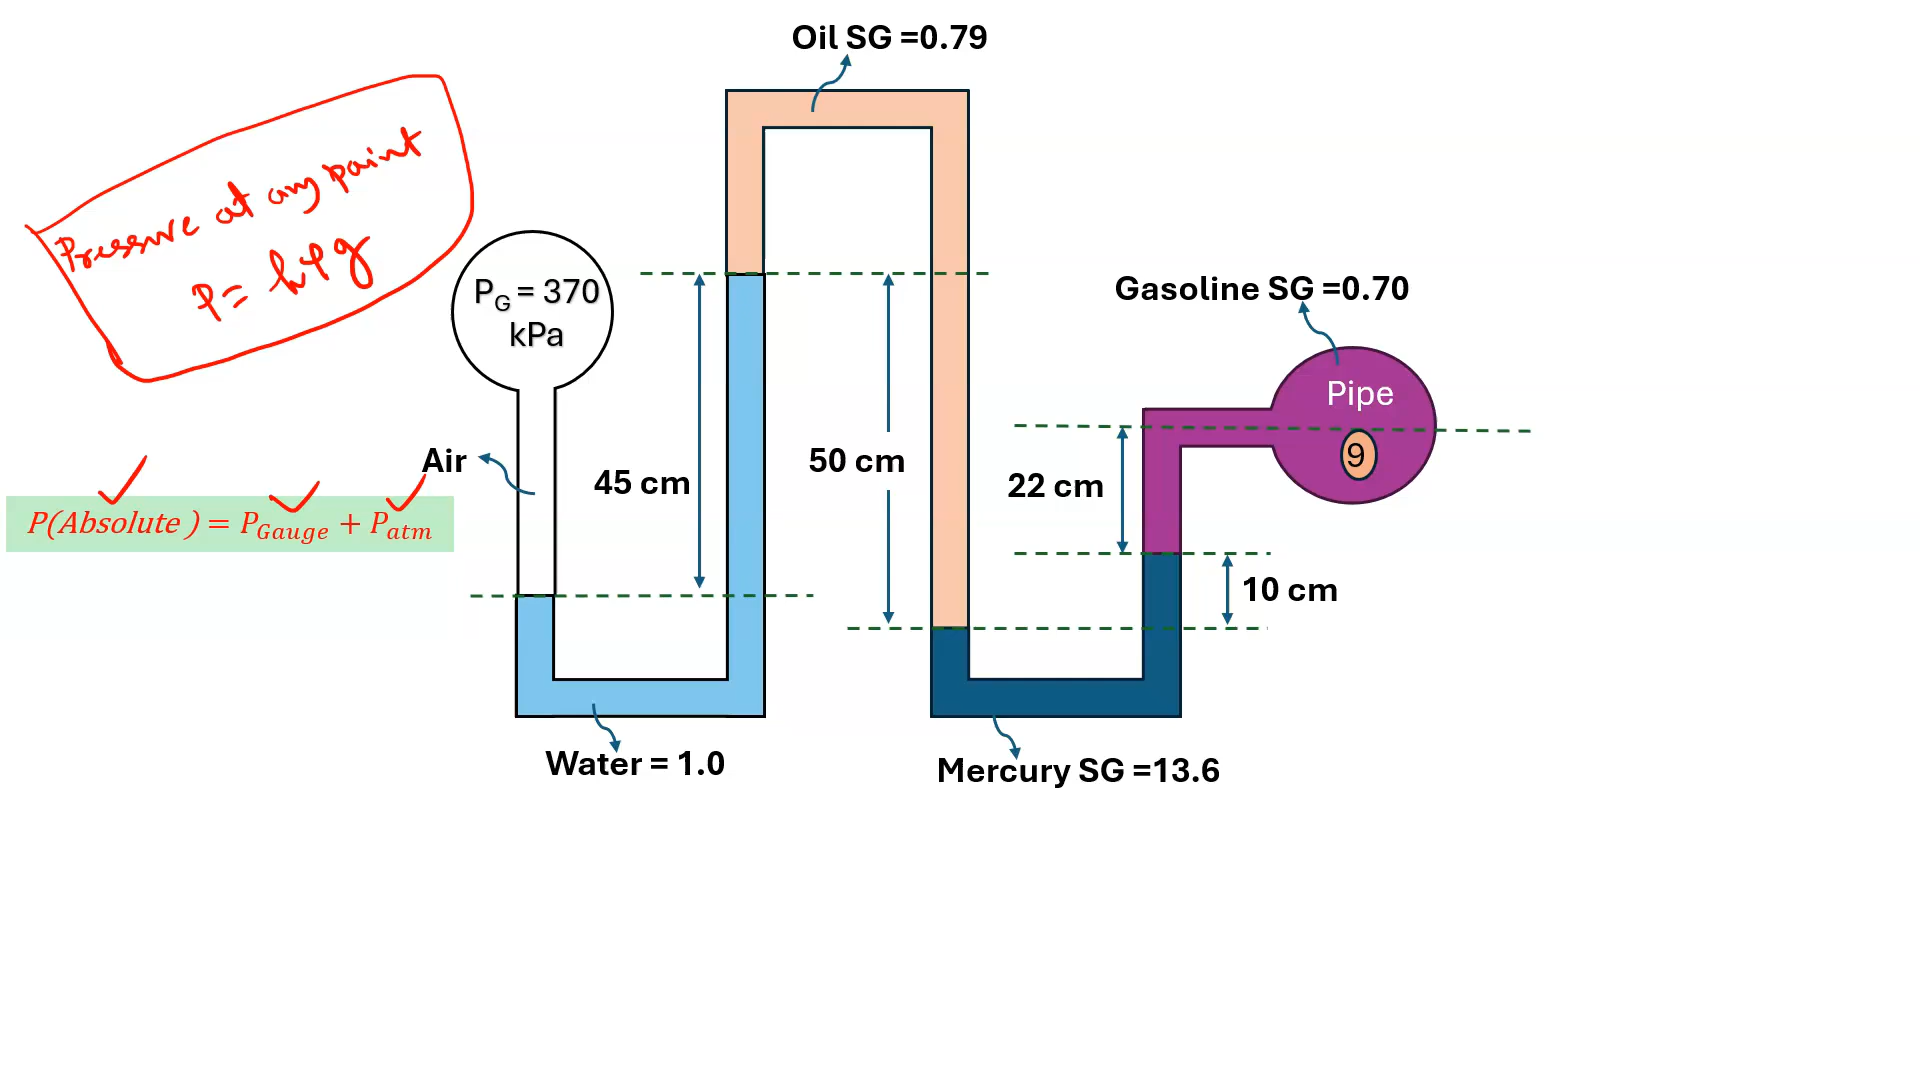 Oil SG =0.79
Pressure at any paint
P= hρg
P_G = 370
kPa
Gasoline SG =0.70
Pipe
9
Air
45 cm
50 cm
22 cm
P(Absolute ) = P_Gauge + P_atm
10 cm
Water = 1.0
Mercury SG =13.6